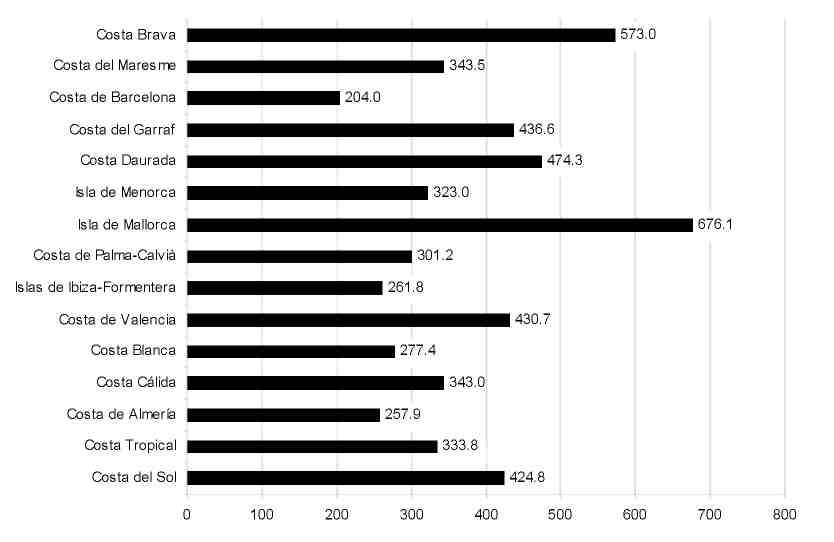 Costa Brava 573.0
Costa del Maresme 343.5
Costa de Barcelona 204.0
Costa del Garraf 436.6
Costa Daurada 474.3
Isla de Menorca 323.0
Isla de Mallorca 676.1
Costa de Palma-Calvià 301.2
Islas de Ibiza-Formentera 261.8
Costa de Valencia 430.7
Costa Blanca 277.4
Costa Cálida 343.0
Costa de Almería 257.9
Costa Tropical 333.8
Costa del Sol 424.8
0 100 200 300 400 500 600 700 800